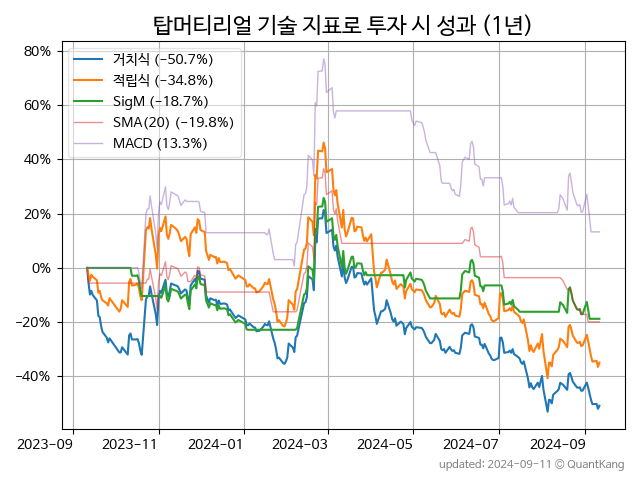 탑머티리얼 기술 지표로 투자 시 성과 (1년)
80%
60%
40%
20%
0%
−20%
−40%
거치식 (−50.7%)
적립식 (−34.8%)
SigM (−18.7%)
SMA(20) (−19.8%)
MACD (13.3%)
2023-09
2023-11
2024-01
2024-03
2024-05
2024-07
2024-09
updated: 2024-09-11 © QuantKang